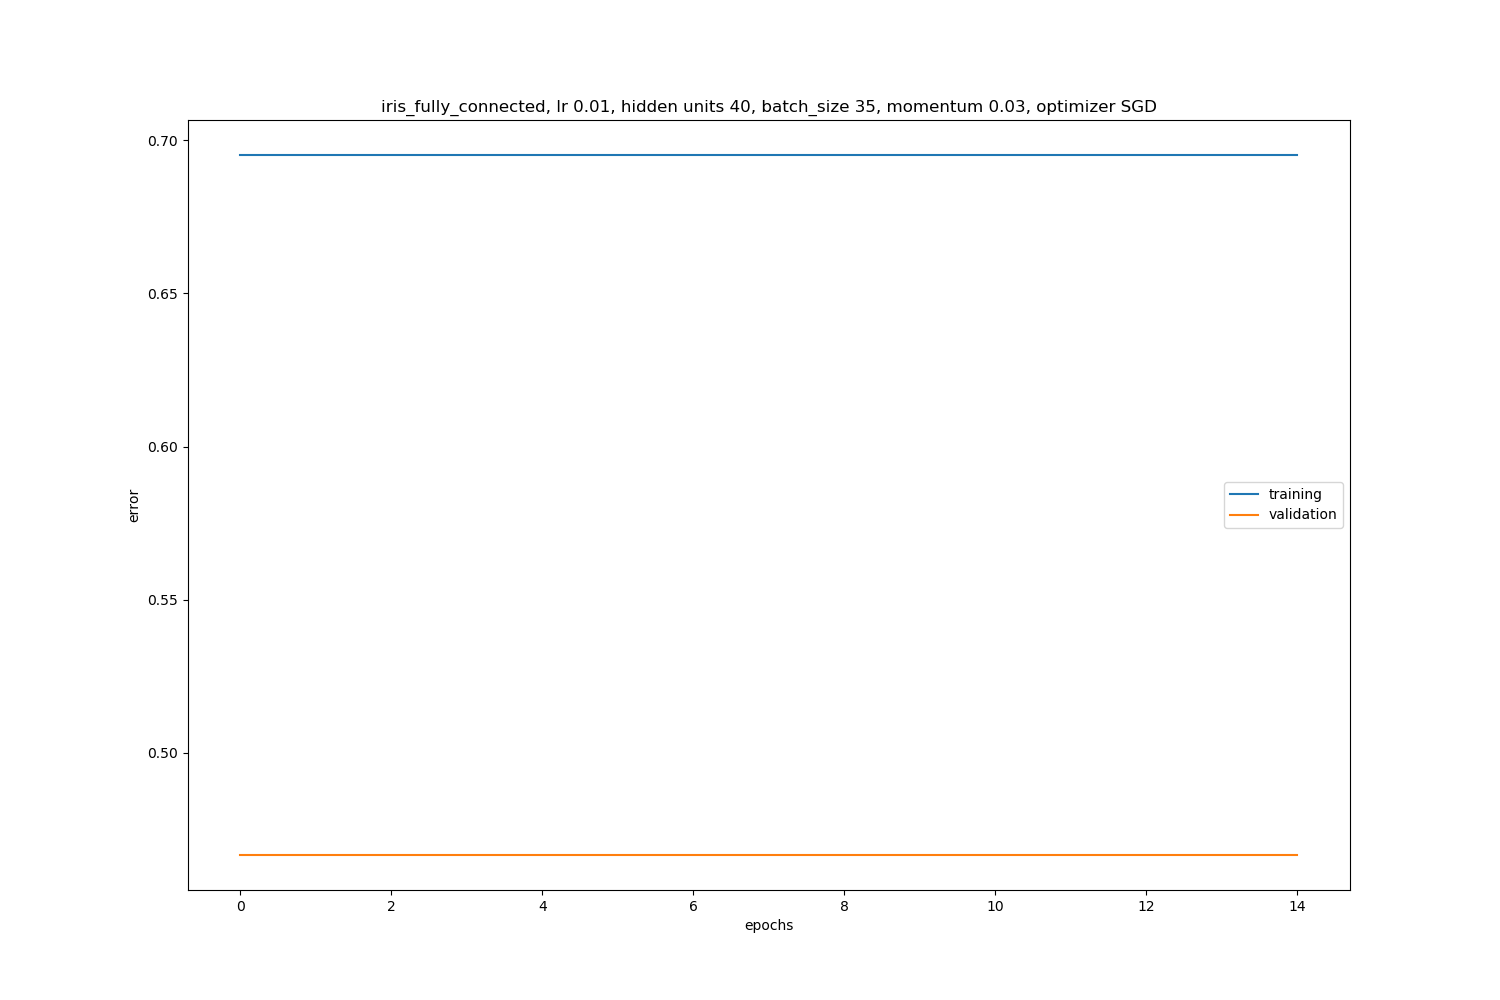 iris_fully_connected, lr 0.01, hidden units 40, batch_size 35, momentum 0.03, optimizer SGD
0.70
0.65
0.60
0.55
0.50
error
training
validation
0 2 4 6 8 10 12 14
epochs